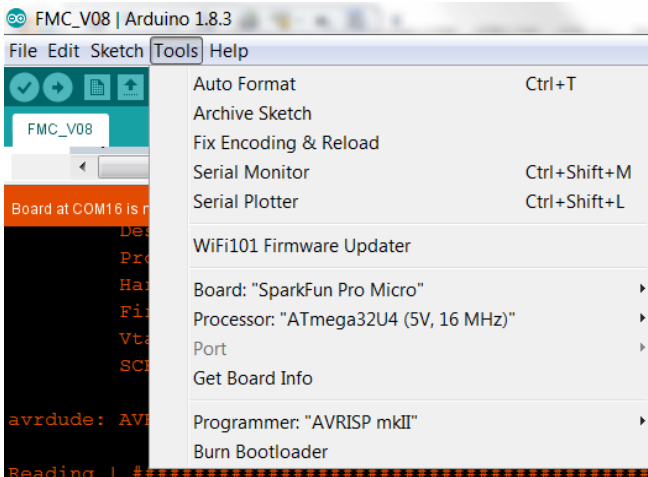 FMC_V08 | Arduino 1.8.3
File Edit Sketch Tools Help
FMC_V08
Auto Format Ctrl+T
Archive Sketch
Fix Encoding & Reload
Serial Monitor Ctrl+Shift+M
Serial Plotter Ctrl+Shift+L
WiFi101 Firmware Updater
Board: "SparkFun Pro Micro"
Processor: "ATmega32U4 (5V, 16 MHz)"
Port
Get Board Info
Programmer: "AVRISP mkII"
Burn Bootloader
Board at COM16 is
avrdude:
Reading | ########################################